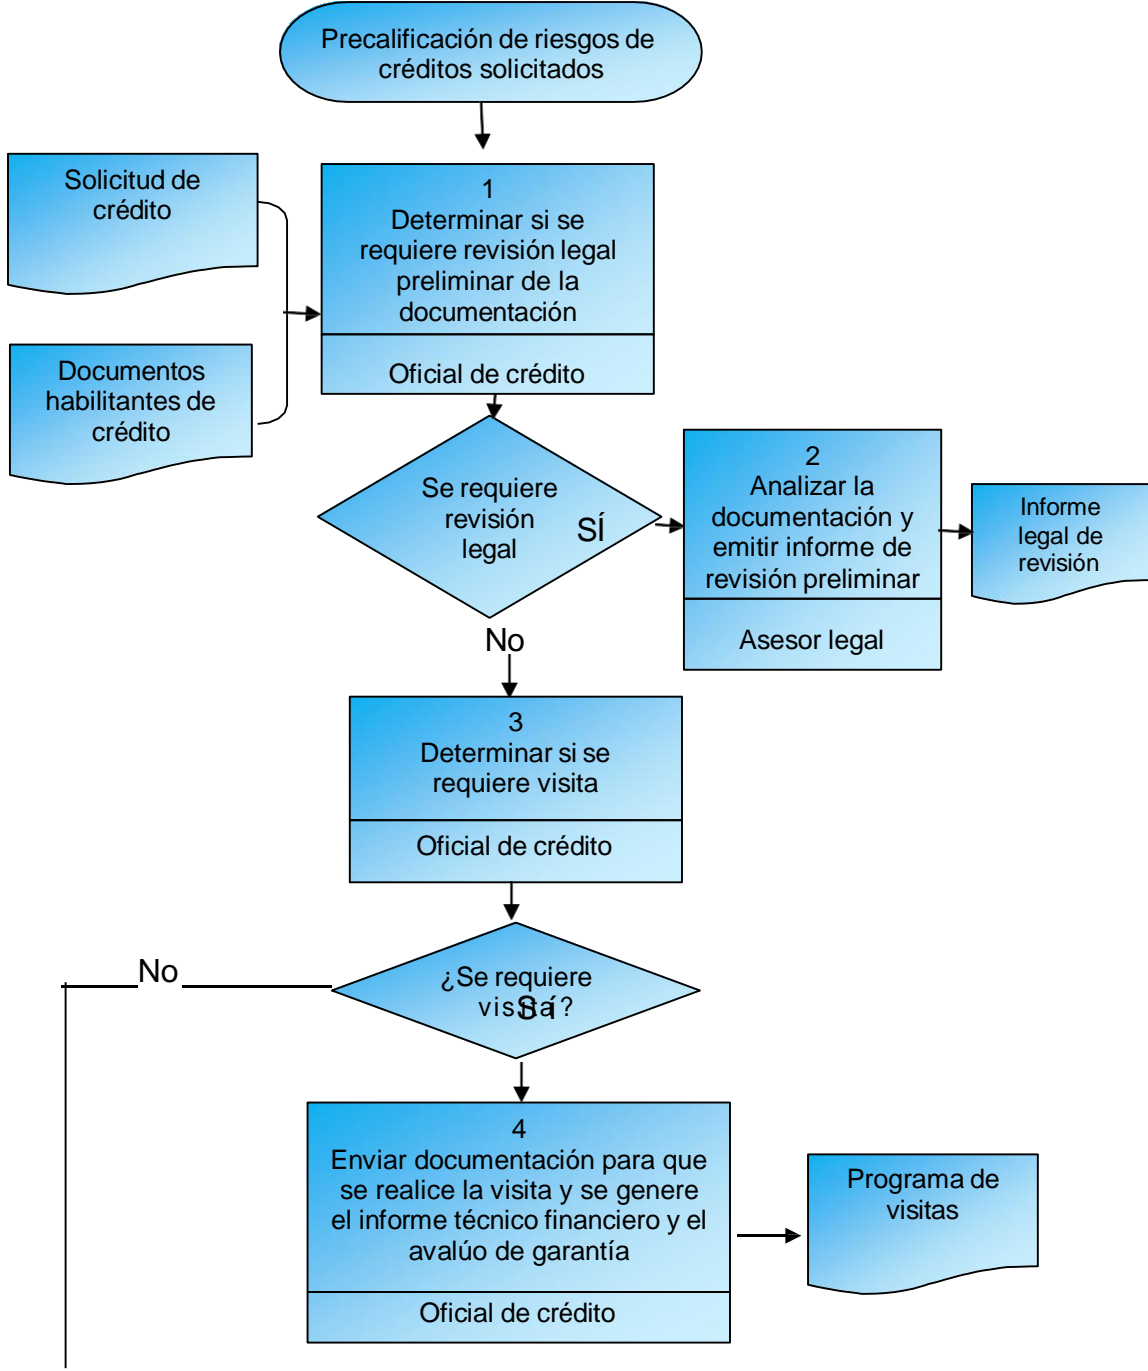 Precalificación de riesgos de
créditos solicitados
Solicitud de
crédito
1
Determinar si se
requiere revisión legal
preliminar de la
documentación
Oficial de crédito
Documentos
habilitantes de
crédito
Se requiere
revisión
legal
SÍ
2
Analizar la
documentación y
emitir informe de
revisión preliminar
Asesor legal
Informe
legal de
revisión
No
3
Determinar si se
requiere visita
Oficial de crédito
No
¿Se requiere
visita?
Sí
4
Enviar documentación para que
se realice la visita y se genere
el informe técnico financiero y el
avalúo de garantía
Oficial de crédito
Programa de
visitas